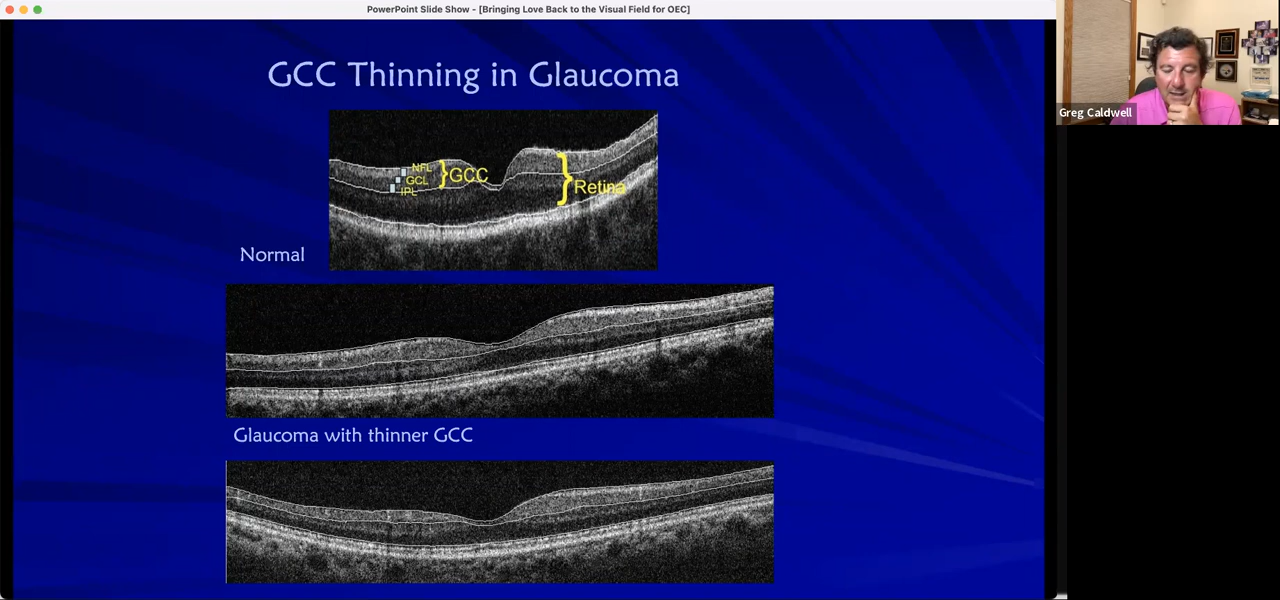 PowerPoint Slide Show - [Bringing Love Back to the Visual Field for OEC]
GCC Thinning in Glaucoma
NFL
GCL
IPL
GCC
Retina
Normal
Glaucoma with thinner GCC
Greg Caldwell